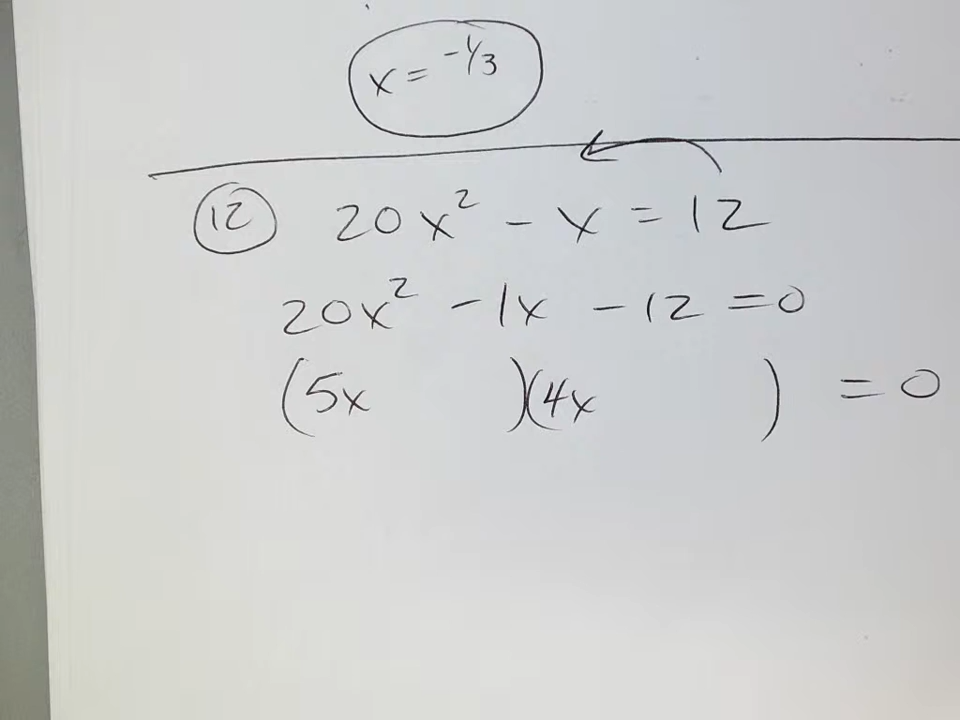 x = -1/3
12 20x² - x = 12
20x² - 1x - 12 = 0
(5x )(4x ) = 0